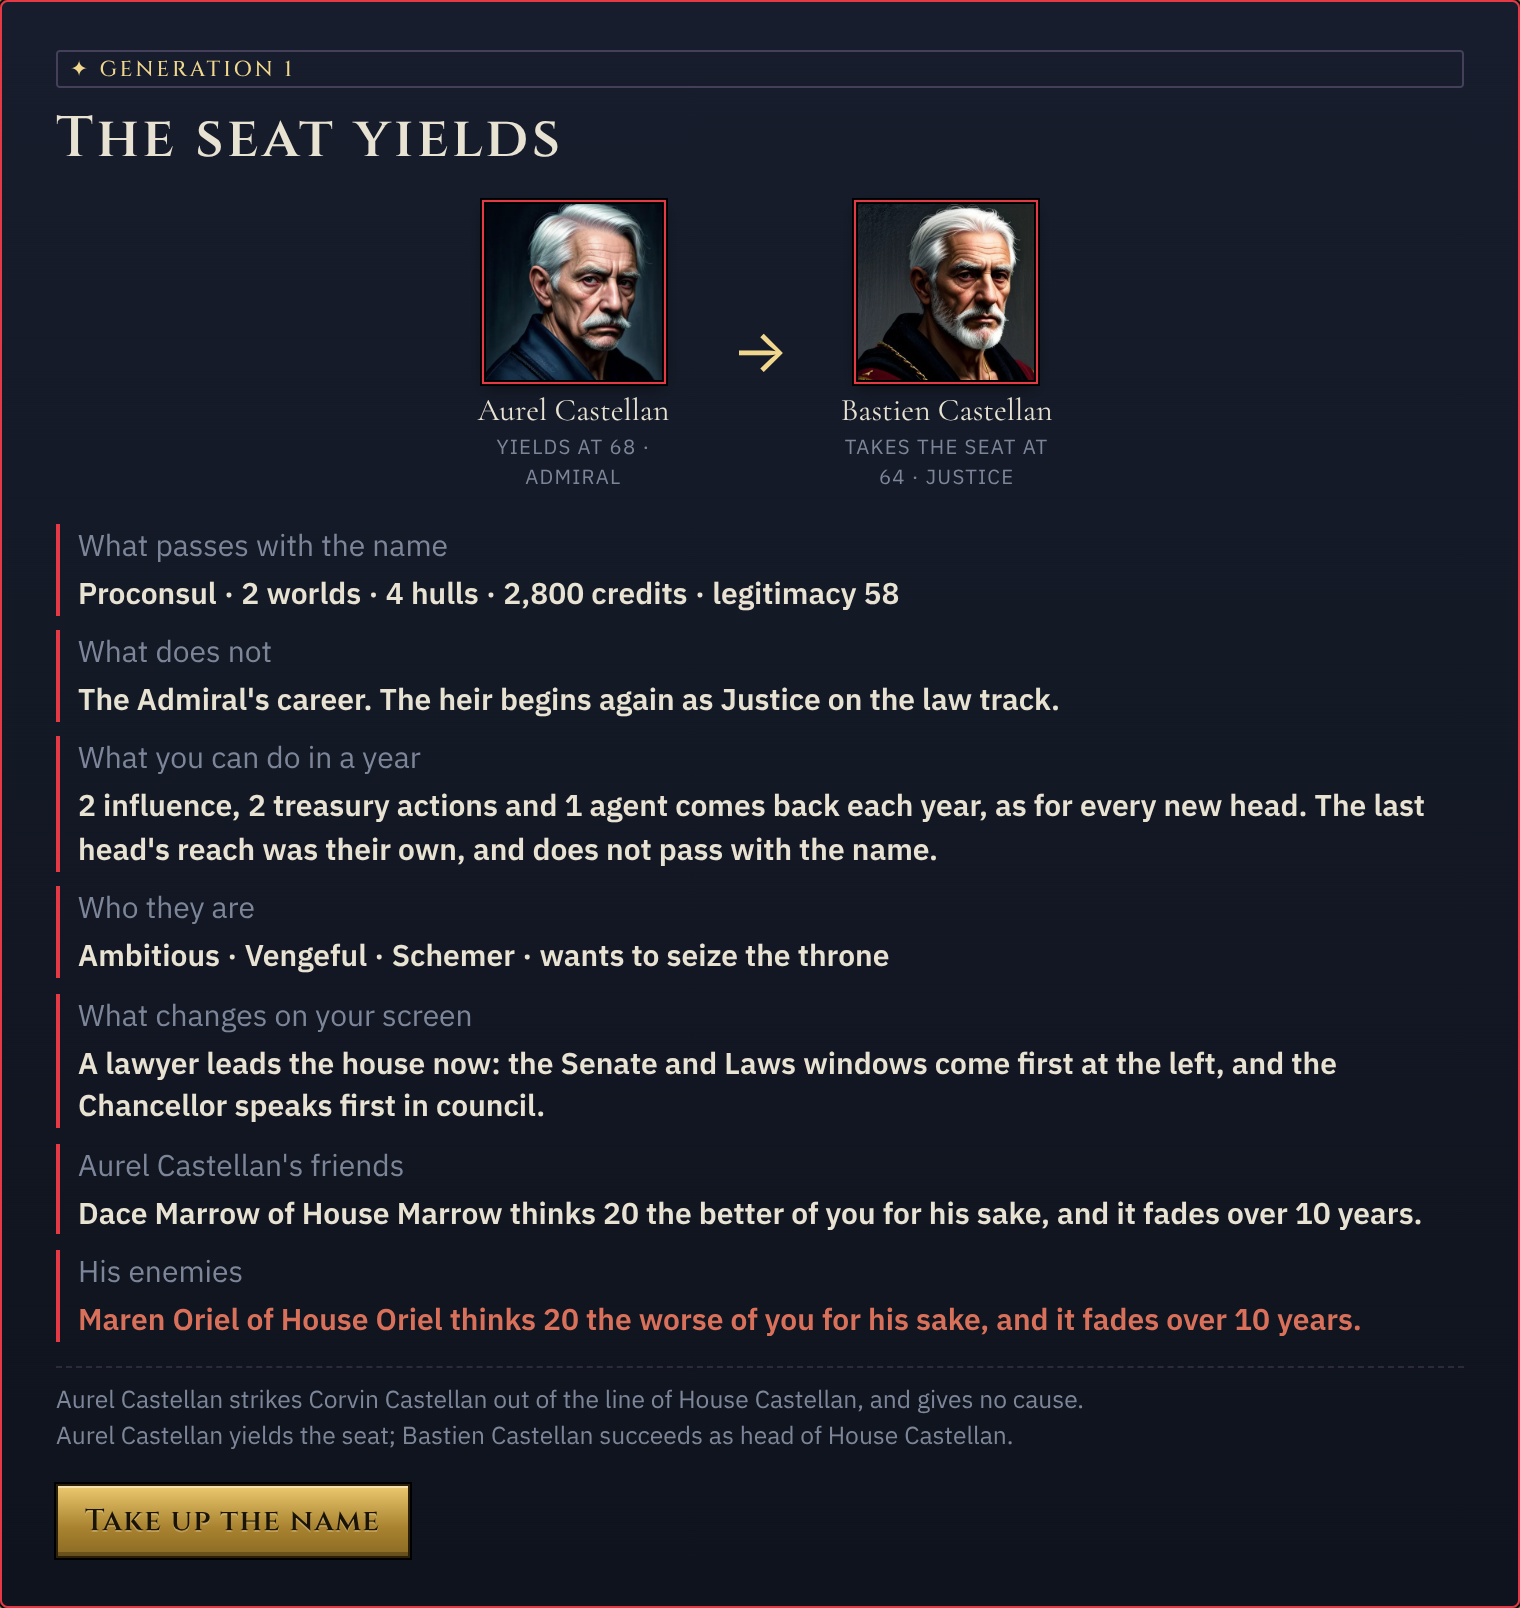 ✦ GENERATION 1
THE SEAT YIELDS
Aurel Castellan
YIELDS AT 68 ·
ADMIRAL
→
Bastien Castellan
TAKES THE SEAT AT
64 · JUSTICE
What passes with the name
Proconsul · 2 worlds · 4 hulls · 2,800 credits · legitimacy 58
What does not
The Admiral's career. The heir begins again as Justice on the law track.
What you can do in a year
2 influence, 2 treasury actions and 1 agent comes back each year, as for every new head. The last
head's reach was their own, and does not pass with the name.
Who they are
Ambitious · Vengeful · Schemer · wants to seize the throne
What changes on your screen
A lawyer leads the house now: the Senate and Laws windows come first at the left, and the
Chancellor speaks first in council.
Aurel Castellan's friends
Dace Marrow of House Marrow thinks 20 the better of you for his sake, and it fades over 10 years.
His enemies
Maren Oriel of House Oriel thinks 20 the worse of you for his sake, and it fades over 10 years.
Aurel Castellan strikes Corvin Castellan out of the line of House Castellan, and gives no cause.
Aurel Castellan yields the seat; Bastien Castellan succeeds as head of House Castellan.
TAKE UP THE NAME